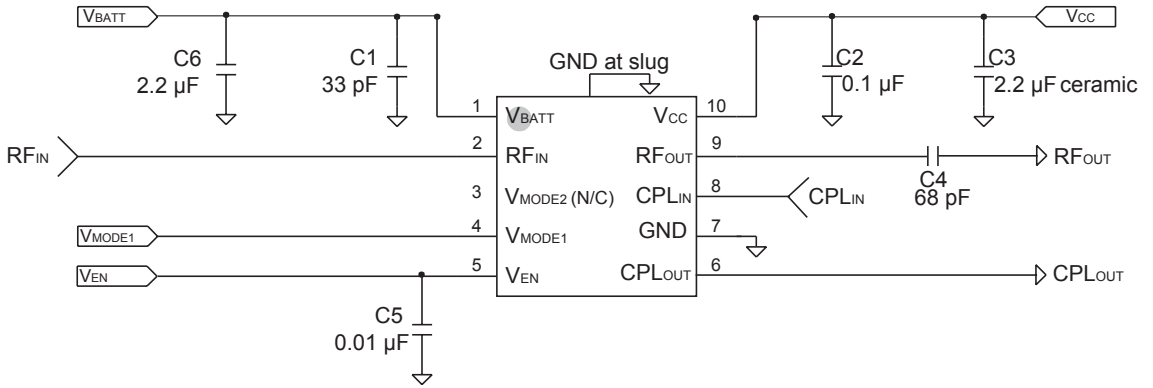 VBATT
VCC
C6
2.2 µF
C1
33 pF
GND at slug
C2
0.1 µF
C3
2.2 µF ceramic
1
VBATT
VCC
10
RFIN
2
RFIN
RFOUT
9
C4
68 pF
RFOUT
3
VMODE2 (N/C)
CPLIN
8
CPLIN
VMODE1
4
VMODE1
GND
7
VEN
5
VEN
CPLOUT
6
CPLOUT
C5
0.01 µF